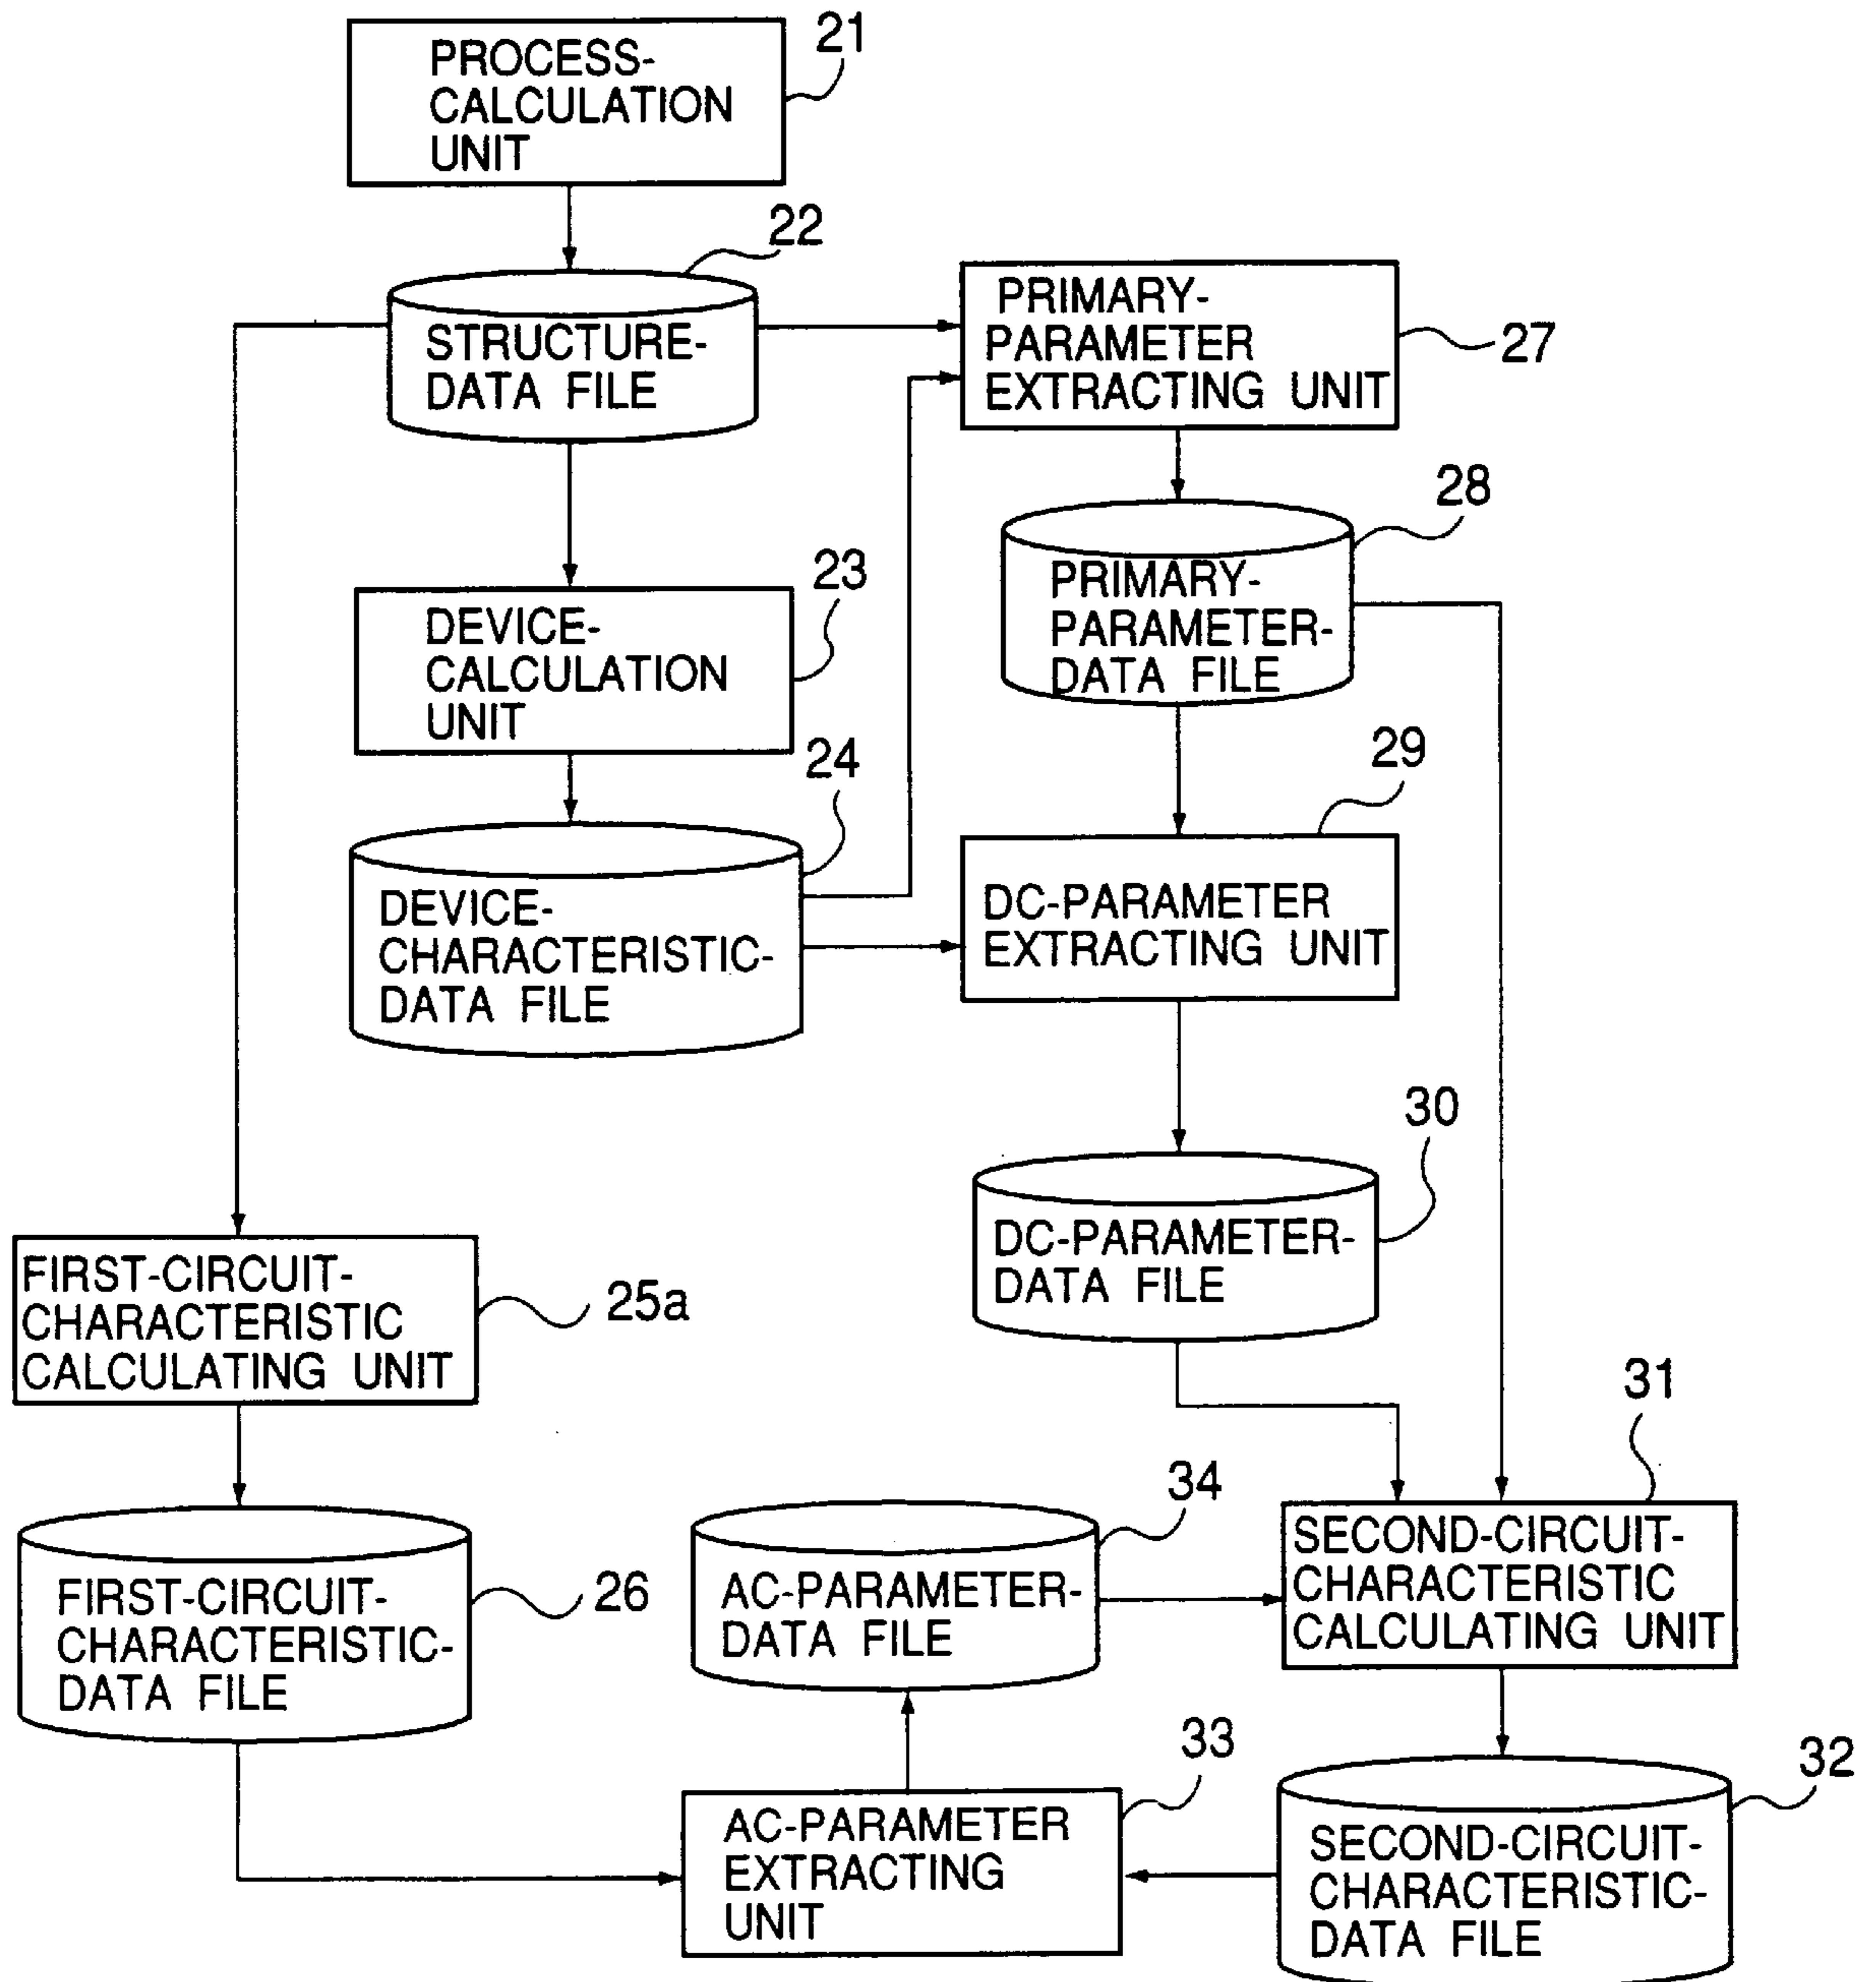 PROCESS-
CALCULATION
UNIT
21
22
STRUCTURE-
DATA FILE
PRIMARY-
PARAMETER
EXTRACTING UNIT
27
28
PRIMARY-
PARAMETER-
DATA FILE
23
DEVICE-
CALCULATION
UNIT
24
DEVICE-
CHARACTERISTIC-
DATA FILE
29
DC-PARAMETER
EXTRACTING UNIT
30
DC-PARAMETER-
DATA FILE
FIRST-CIRCUIT-
CHARACTERISTIC
CALCULATING UNIT
25a
31
SECOND-CIRCUIT-
CHARACTERISTIC
CALCULATING UNIT
34
AC-PARAMETER-
DATA FILE
FIRST-CIRCUIT-
CHARACTERISTIC-
DATA FILE
26
33
AC-PARAMETER
EXTRACTING
UNIT
32
SECOND-CIRCUIT-
CHARACTERISTIC-
DATA FILE